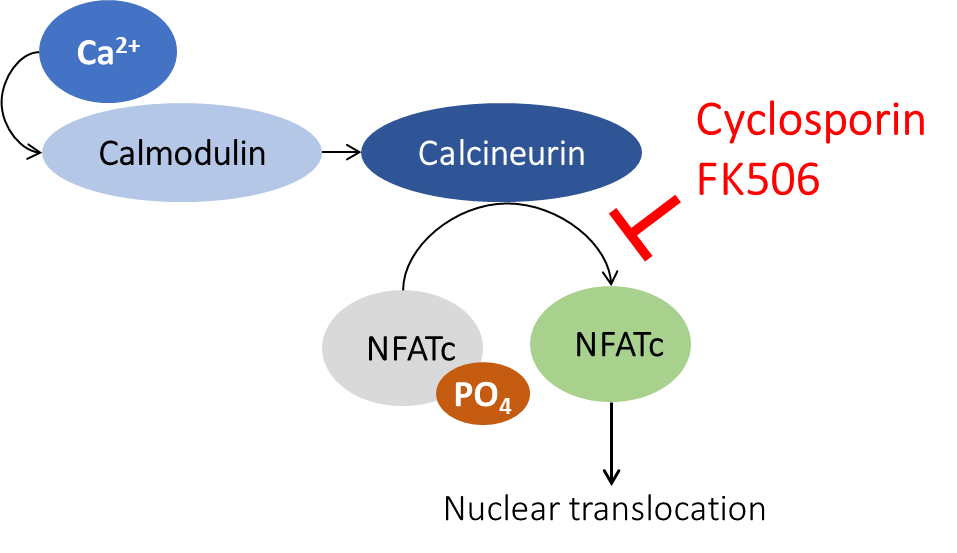 Ca²⁺
Calmodulin
Calcineurin
Cyclosporin
FK506
NFATc
PO₄
NFATc
Nuclear translocation